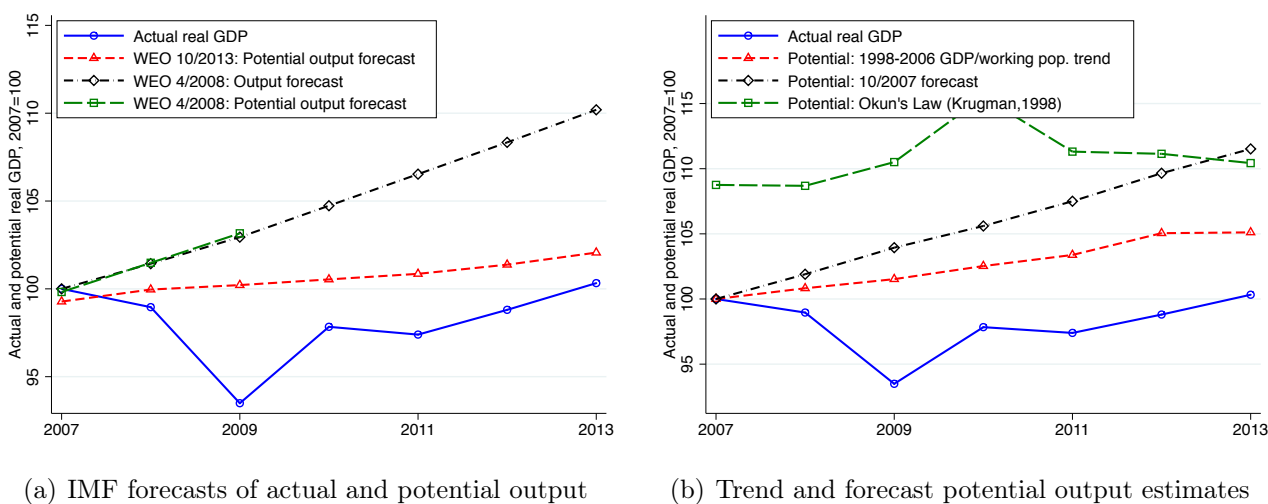 Actual real GDP
WEO 10/2013: Potential output forecast
WEO 4/2008: Output forecast
WEO 4/2008: Potential output forecast
Actual and potential real GDP, 2007=100
115
110
105
100
95
2007
2009
2011
2013
(a) IMF forecasts of actual and potential output
Actual real GDP
Potential: 1998-2006 GDP/working pop. trend
Potential: 10/2007 forecast
Potential: Okun's Law (Krugman,1998)
Actual and potential real GDP, 2007=100
115
110
105
100
95
2007
2009
2011
2013
(b) Trend and forecast potential output estimates